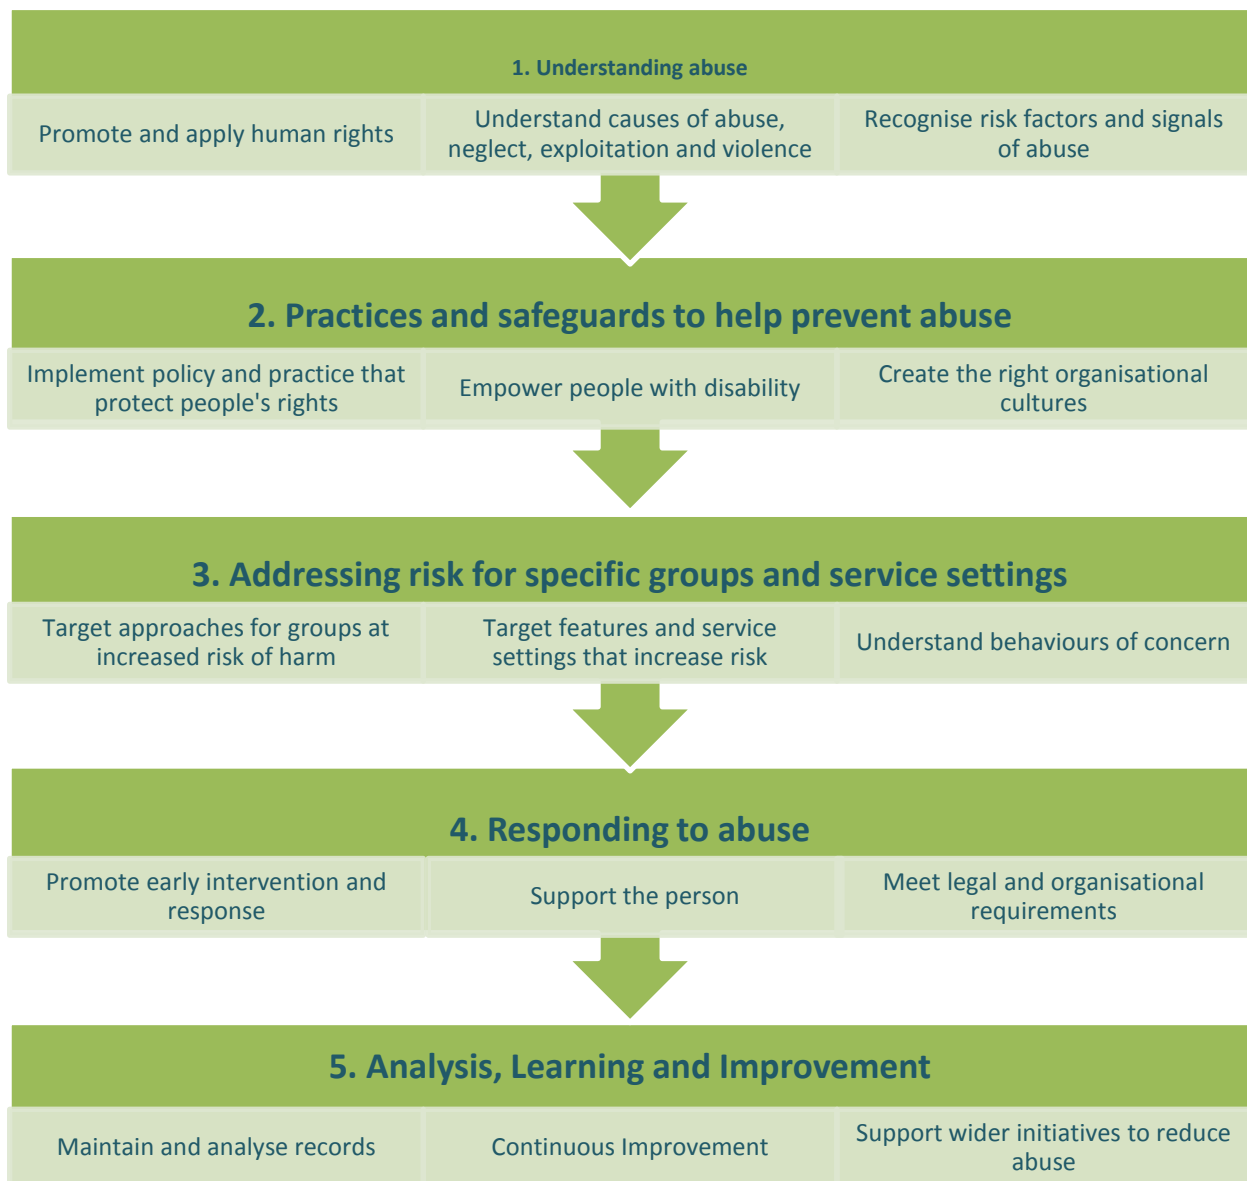 1. Understanding abuse
Promote and apply human rights
Understand causes of abuse,
neglect, exploitation and violence
Recognise risk factors and signals
of abuse
2. Practices and safeguards to help prevent abuse
Implement policy and practice that
protect people's rights
Empower people with disability
Create the right organisational
cultures
3. Addressing risk for specific groups and service settings
Target approaches for groups at
increased risk of harm
Target features and service
settings that increase risk
Understand behaviours of concern
4. Responding to abuse
Promote early intervention and
response
Support the person
Meet legal and organisational
requirements
5. Analysis, Learning and Improvement
Maintain and analyse records
Continuous Improvement
Support wider initiatives to reduce
abuse